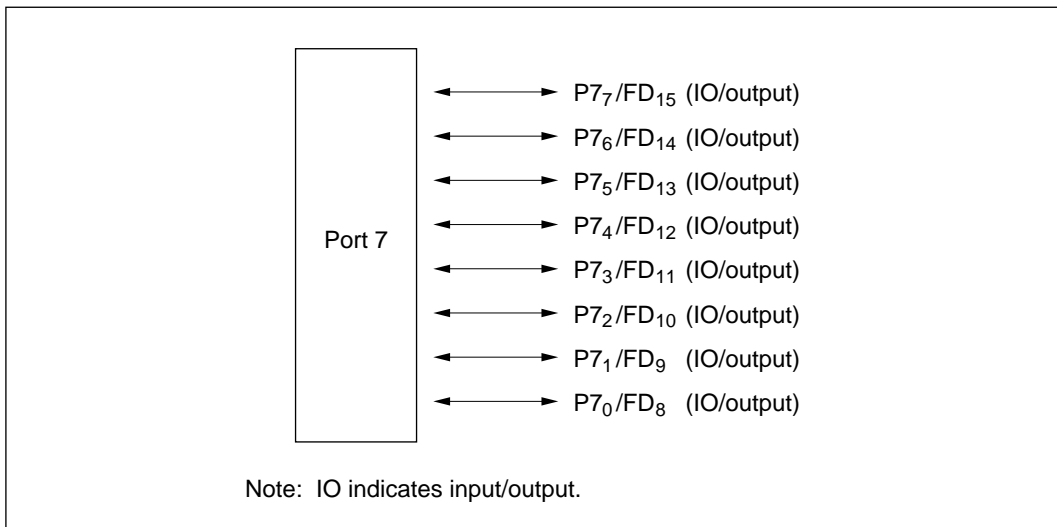 P7₇/FD₁₅ (IO/output)
P7₆/FD₁₄ (IO/output)
P7₅/FD₁₃ (IO/output)
P7₄/FD₁₂ (IO/output)
Port 7
P7₃/FD₁₁ (IO/output)
P7₂/FD₁₀ (IO/output)
P7₁/FD₉ (IO/output)
P7₀/FD₈ (IO/output)
Note: IO indicates input/output.